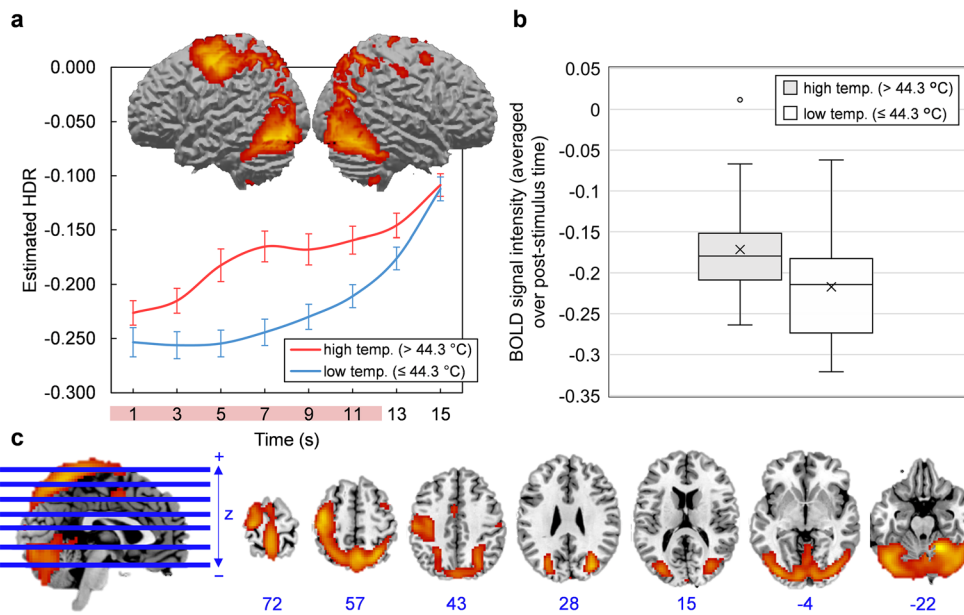 a
0.000
-0.050
-0.100
-0.150
-0.200
-0.250
-0.300
Estimated HDR
high temp. (> 44.3 °C)
low temp. (≤ 44.3 °C)
1 3 5 7 9 11 13 15
Time (s)
b
0.05
0
-0.05
-0.1
-0.15
-0.2
-0.25
-0.3
-0.35
BOLD signal intensity (averaged
over post-stimulus time)
high temp. (> 44.3 °C)
low temp. (≤ 44.3 °C)
c
+
z
−
72 57 43 28 15 -4 -22